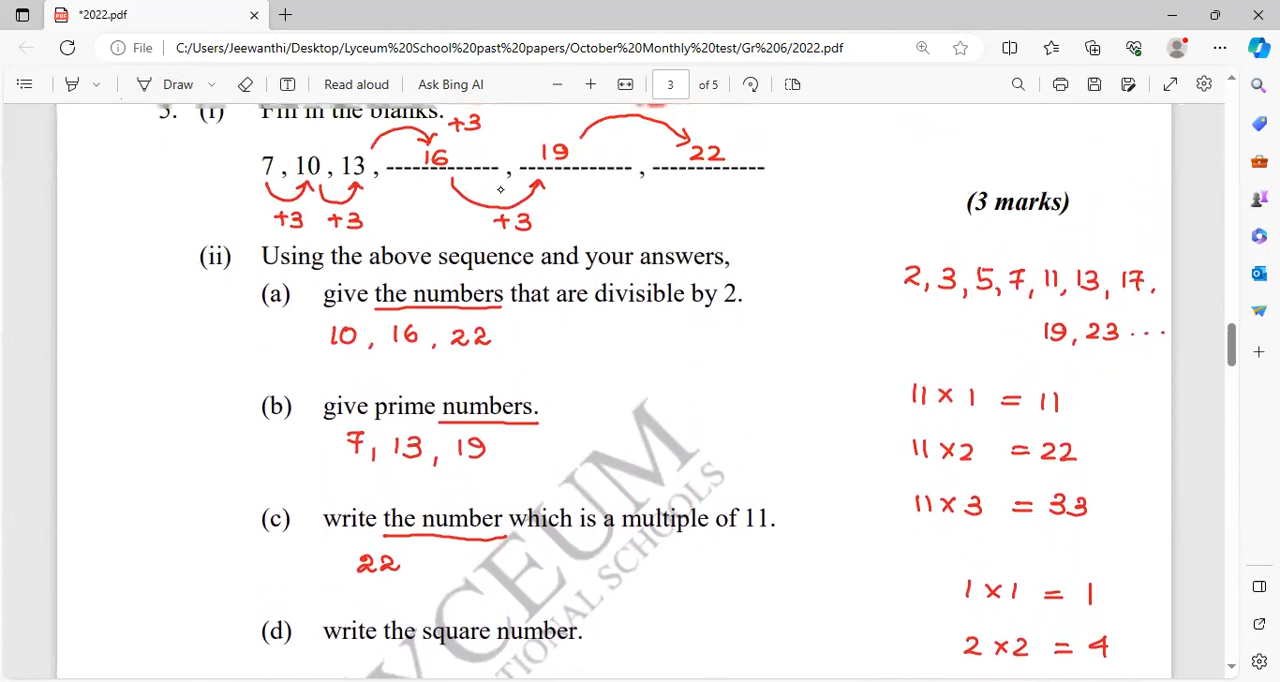 *2022.pdf
File C:/Users/Jeewanthi/Desktop/Lyceum%20School%20past%20papers/October%20Monthly%20test/Gr%206/2022.pdf
Draw Read aloud Ask Bing AI 3 of 5
5. (i) Fill in the blanks.
+3
7 , 10 , 13 , 16 , 19 , 22
+3 +3 +3
(3 marks)
(ii) Using the above sequence and your answers,
(a) give the numbers that are divisible by 2.
10 , 16 , 22
2, 3, 5, 7, 11, 13, 17,
19, 23 ...
(b) give prime numbers.
7, 13, 19
11 × 1 = 11
11 × 2 = 22
11 × 3 = 33
(c) write the number which is a multiple of 11.
22
(d) write the square number.
1 × 1 = 1
2 × 2 = 4
YCEUM
TIONAL SCHOOLS